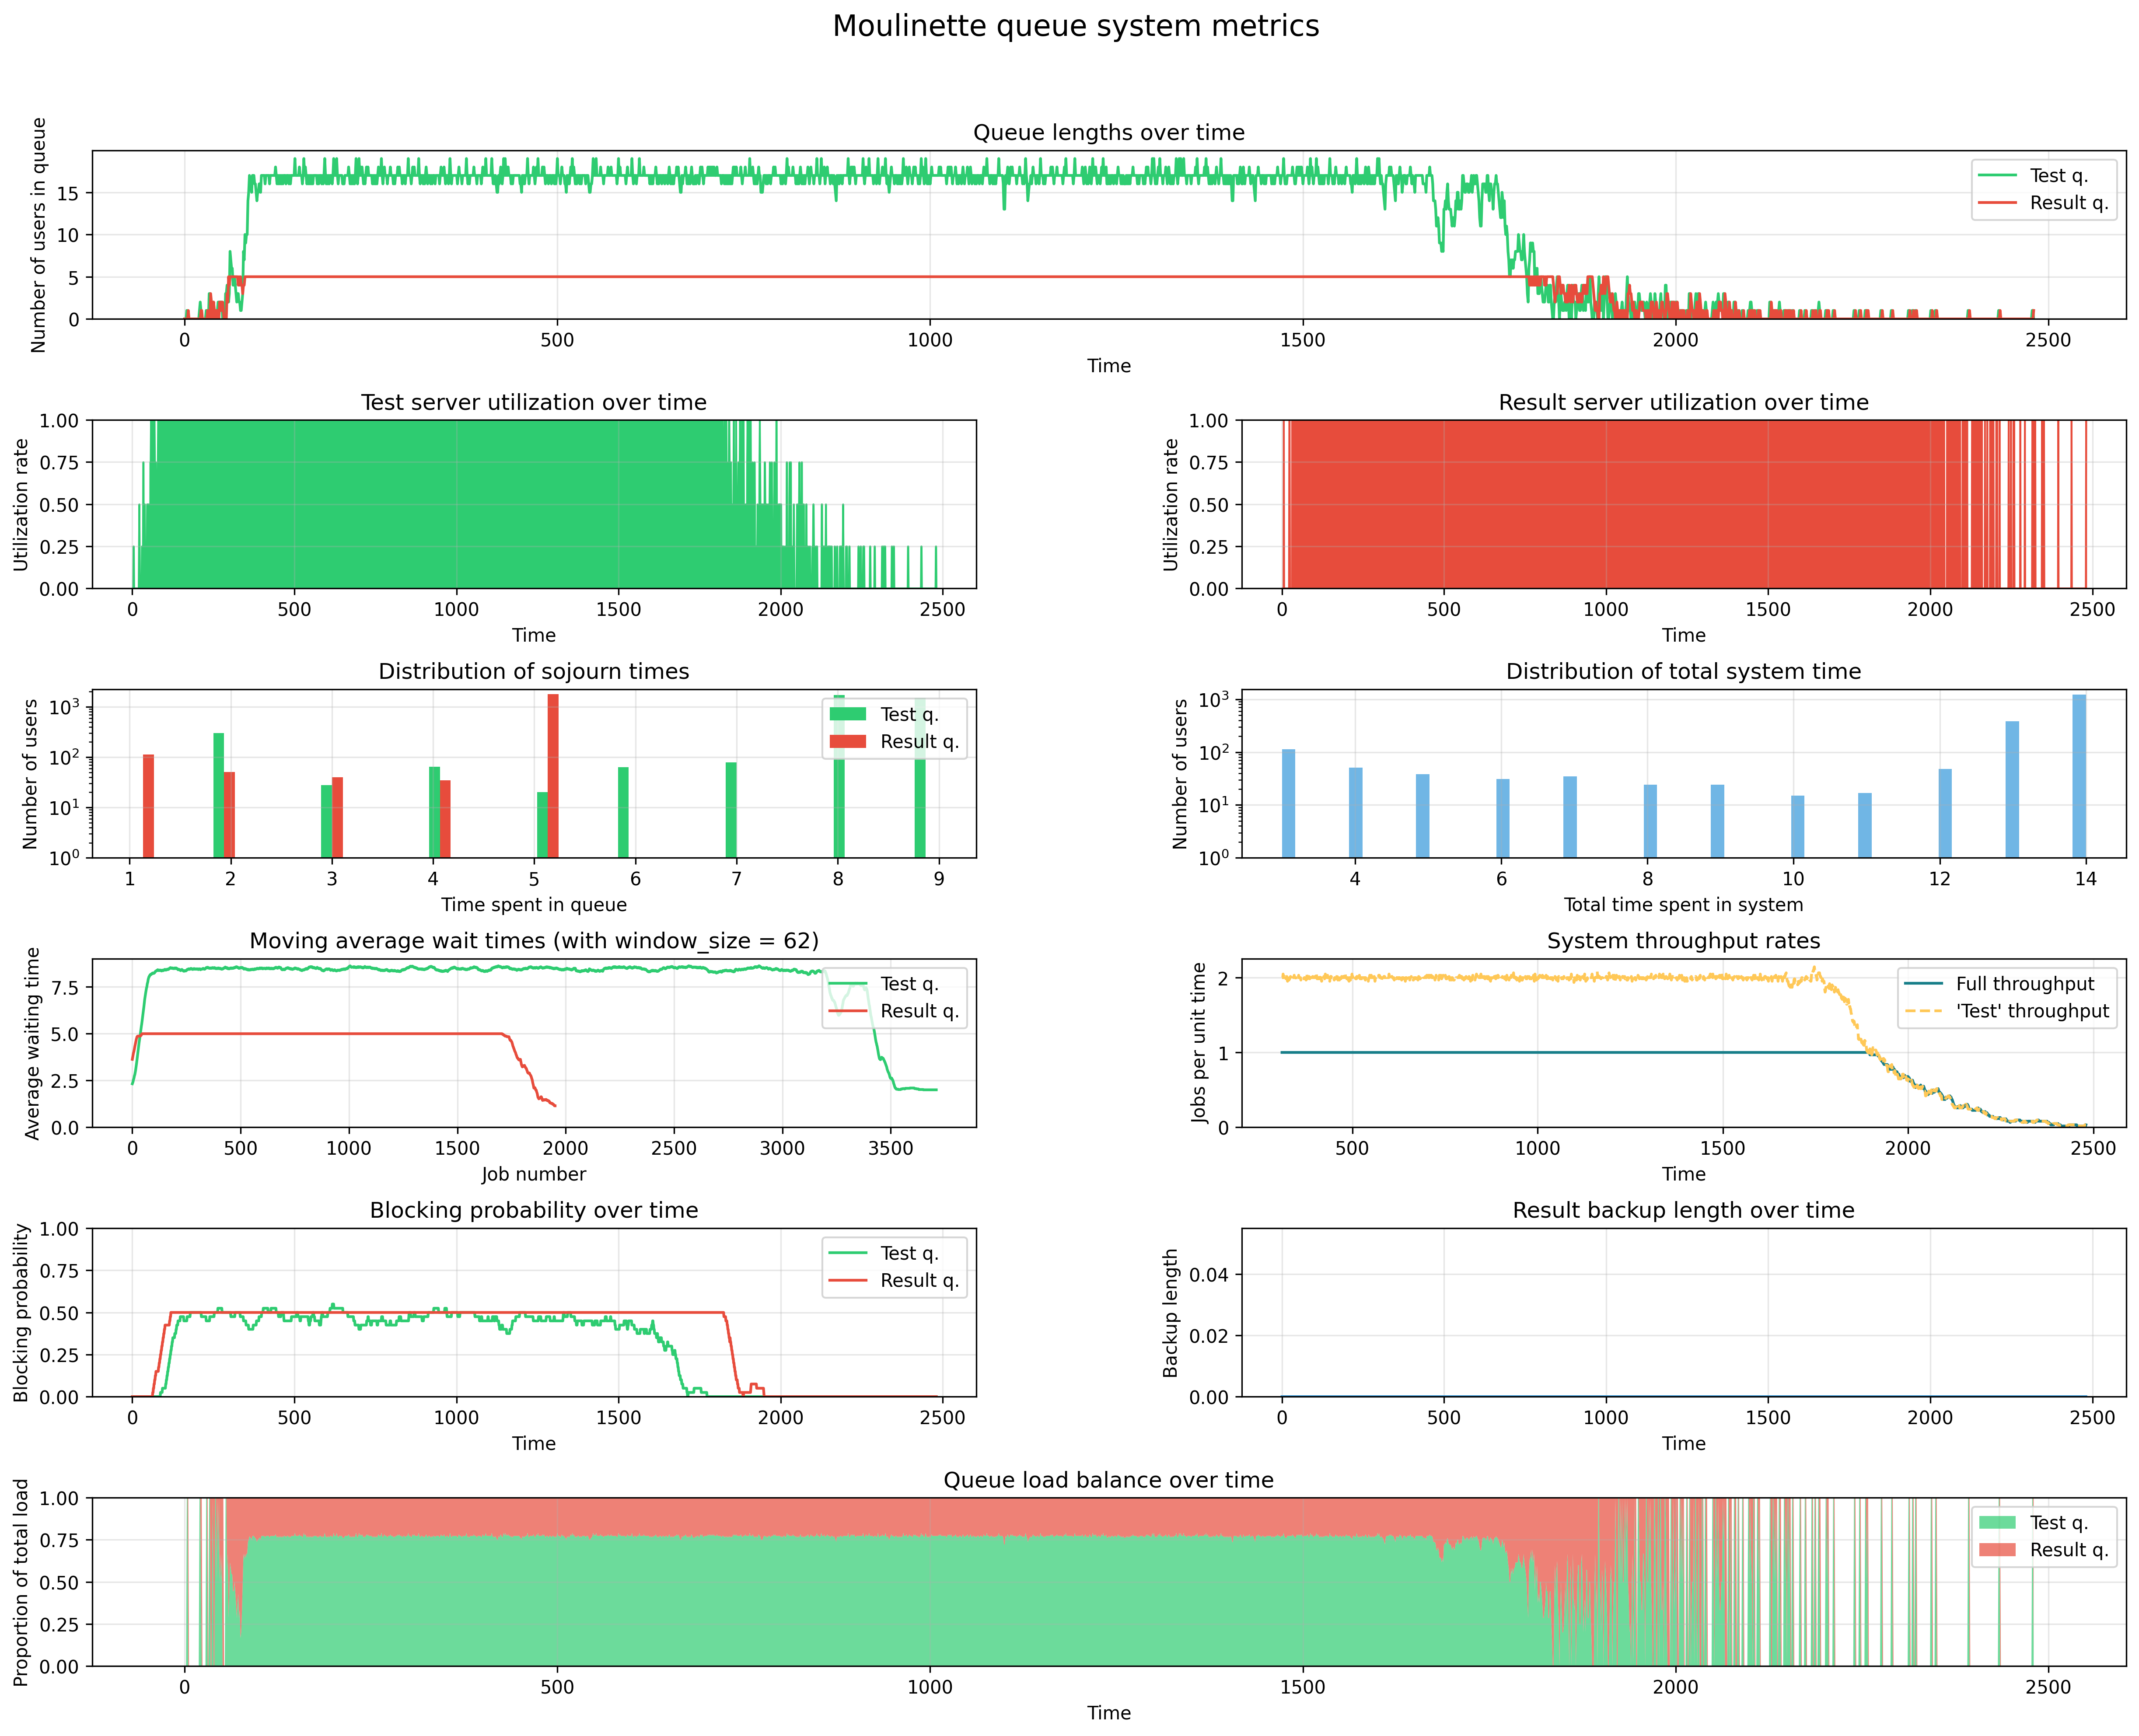 Moulinette queue system metrics
Queue lengths over time
Number of users in queue
15
10
5
0
Test q.
Result q.
0 500 1000 1500 2000 2500
Time
Test server utilization over time
Utilization rate
1.00
0.75
0.50
0.25
0.00
0 500 1000 1500 2000 2500
Time
Result server utilization over time
Utilization rate
1.00
0.75
0.50
0.25
0.00
0 500 1000 1500 2000 2500
Time
Distribution of sojourn times
Number of users
10³
10²
10¹
10⁰
Test q.
Result q.
1 2 3 4 5 6 7 8 9
Time spent in queue
Distribution of total system time
Number of users
10³
10²
10¹
10⁰
4 6 8 10 12 14
Total time spent in system
Moving average wait times (with window_size = 62)
Average waiting time
7.5
5.0
2.5
0.0
Test q.
Result q.
0 500 1000 1500 2000 2500 3000 3500
Job number
System throughput rates
Jobs per unit time
2
1
0
Full throughput
'Test' throughput
500 1000 1500 2000 2500
Time
Blocking probability over time
Blocking probability
1.00
0.75
0.50
0.25
0.00
Test q.
Result q.
0 500 1000 1500 2000 2500
Time
Result backup length over time
Backup length
0.04
0.02
0.00
0 500 1000 1500 2000 2500
Time
Queue load balance over time
Proportion of total load
1.00
0.75
0.50
0.25
0.00
Test q.
Result q.
0 500 1000 1500 2000 2500
Time